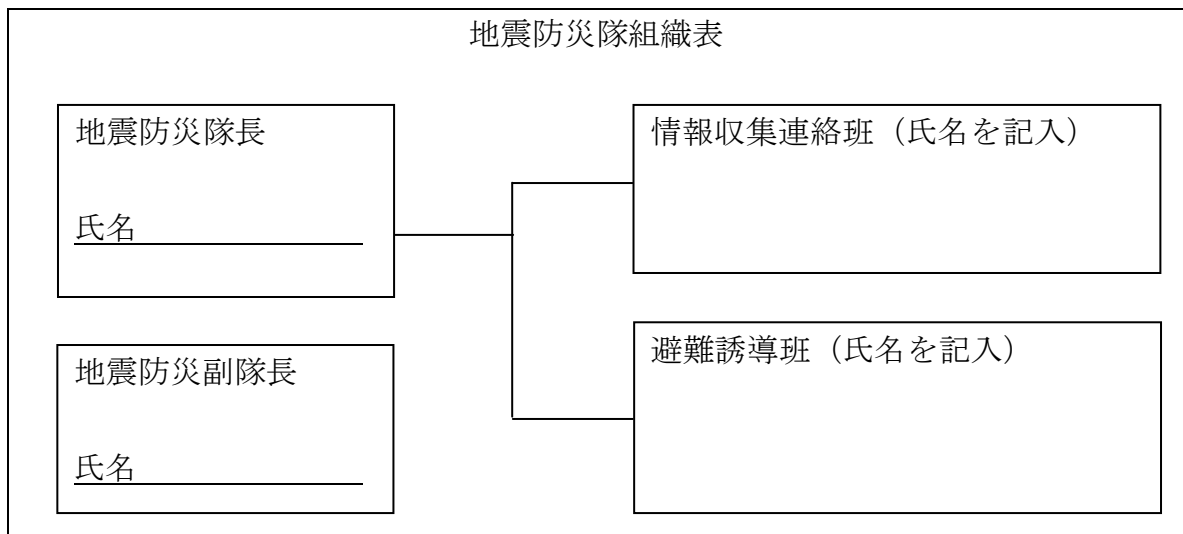 地震防災隊組織表
地震防災隊長
氏名
地震防災副隊長
氏名
情報収集連絡班（氏名を記入）
避難誘導班（氏名を記入）